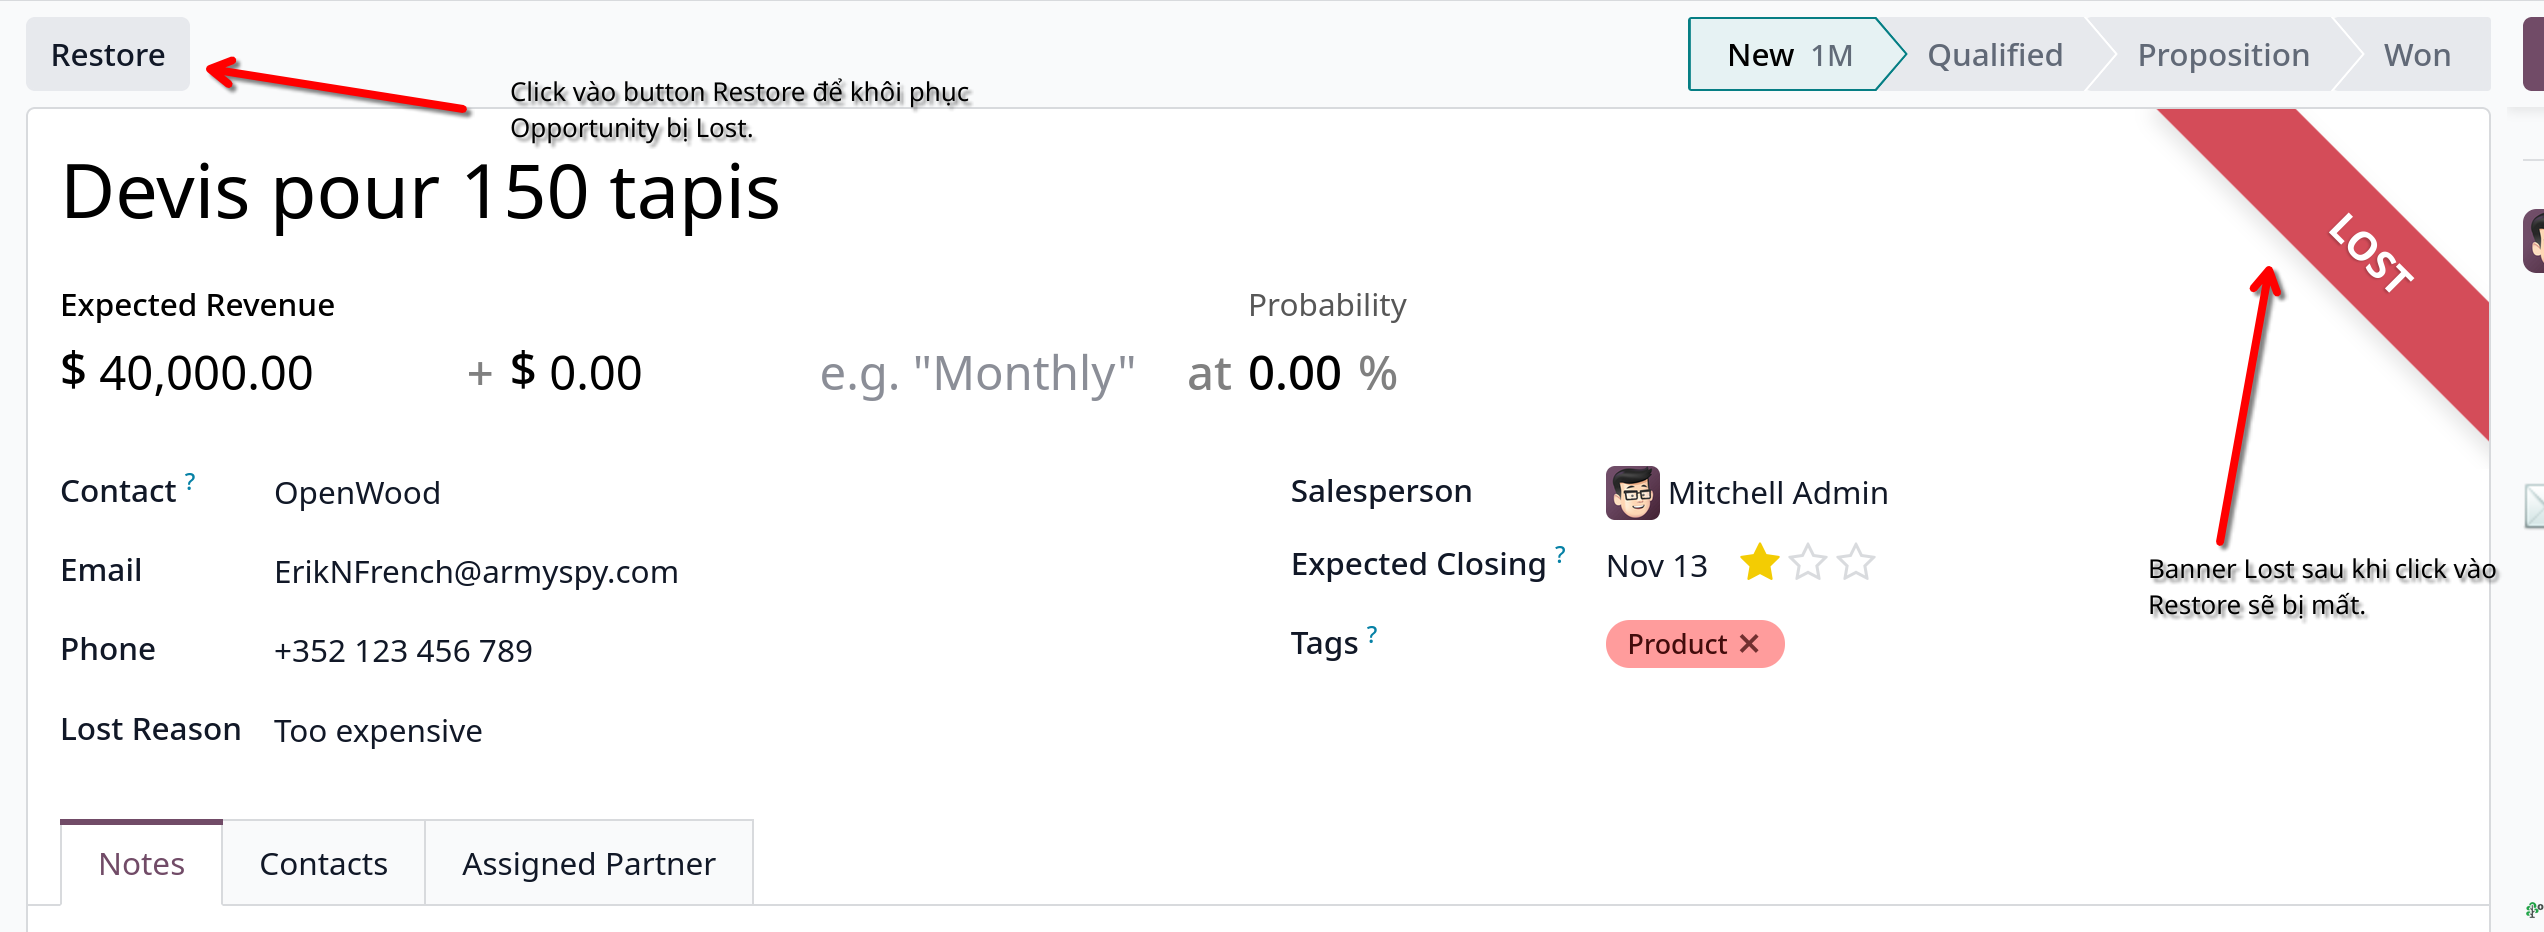 Restore
New 1M
Qualified
Proposition
Won
Click vào button Restore để khôi phục
Opportunity bị Lost.
Devis pour 150 tapis
LOST
Expected Revenue
Probability
$ 40,000.00 + $ 0.00 e.g. "Monthly" at 0.00 %
Contact ? OpenWood
Salesperson Mitchell Admin
Email ErikNFrench@armyspy.com
Expected Closing ? Nov 13
Phone +352 123 456 789
Tags ? Product ✕
Banner Lost sau khi click vào
Restore sẽ bị mất.
Lost Reason Too expensive
Notes
Contacts
Assigned Partner